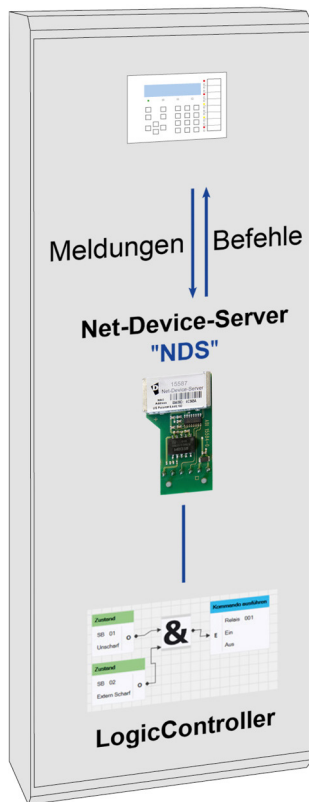 Meldungen Befehle
Net-Device-Server
"NDS"
15597
Net-Device-Server
Zustand
SB 01 O
Unscharf
&
Kommando ausführen
Relais 001
E Ein
Aus
Zustand
SB 02
Extern Scharf O
LogicController